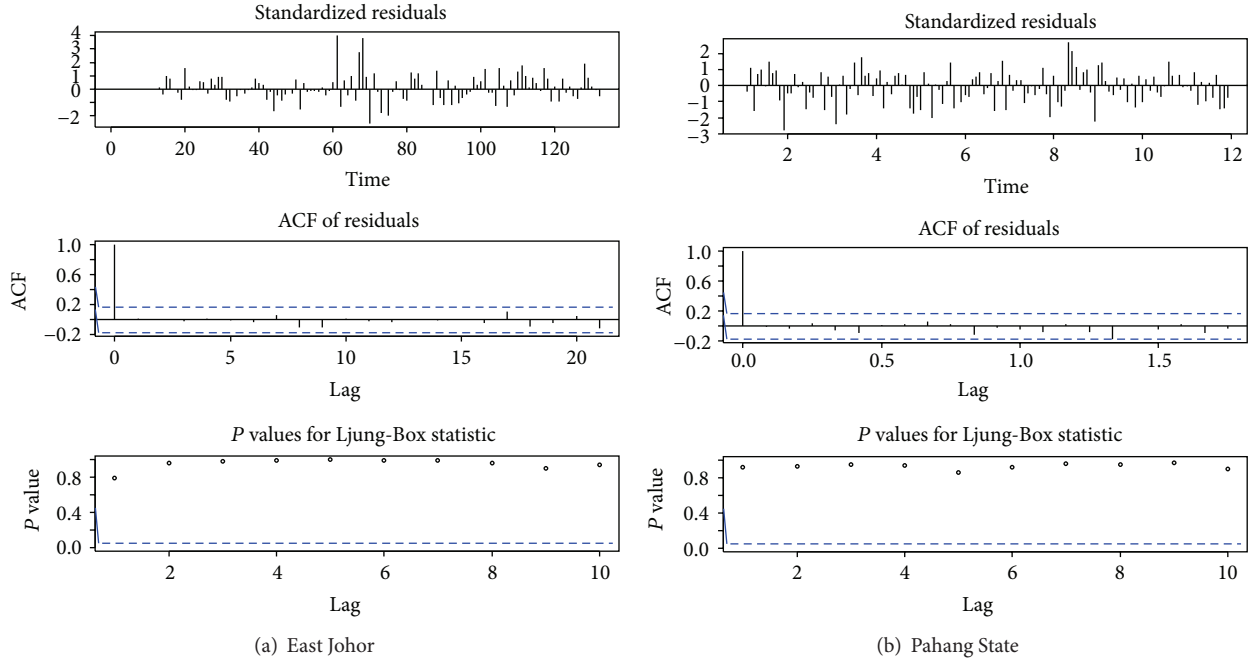 Standardized residuals
4
3
2
1
0
−2
0 20 40 60 80 100 120
Time
ACF of residuals
ACF
1.0
0.6
0.2
−0.2
0 5 10 15 20
Lag
P values for Ljung-Box statistic
P value
0.8
0.4
0.0
2 4 6 8 10
Lag
(a) East Johor
Standardized residuals
2
1
0
−1
−2
−3
2 4 6 8 10 12
Time
ACF of residuals
ACF
1.0
0.6
0.2
−0.2
0.0 0.5 1.0 1.5
Lag
P values for Ljung-Box statistic
P value
0.8
0.4
0.0
2 4 6 8 10
Lag
(b) Pahang State